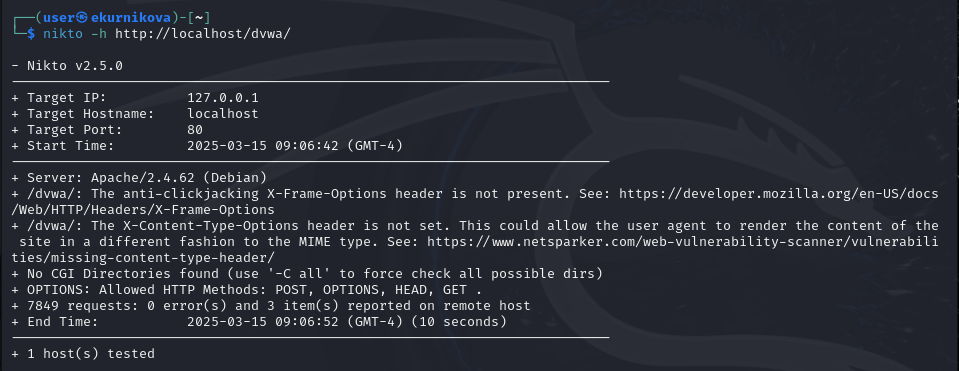 ┌──(user㉿ekurnikova)-[~]
└─$ nikto -h http://localhost/dvwa/
- Nikto v2.5.0
---------------------------------------------------------------------------
+ Target IP:          127.0.0.1
+ Target Hostname:    localhost
+ Target Port:        80
+ Start Time:         2025-03-15 09:06:42 (GMT-4)
---------------------------------------------------------------------------
+ Server: Apache/2.4.62 (Debian)
+ /dvwa/: The anti-clickjacking X-Frame-Options header is not present. See: https://developer.mozilla.org/en-US/docs
/Web/HTTP/Headers/X-Frame-Options
+ /dvwa/: The X-Content-Type-Options header is not set. This could allow the user agent to render the content of the
 site in a different fashion to the MIME type. See: https://www.netsparker.com/web-vulnerability-scanner/vulnerabili
ties/missing-content-type-header/
+ No CGI Directories found (use '-C all' to force check all possible dirs)
+ OPTIONS: Allowed HTTP Methods: POST, OPTIONS, HEAD, GET .
+ 7849 requests: 0 error(s) and 3 item(s) reported on remote host
+ End Time:           2025-03-15 09:06:52 (GMT-4) (10 seconds)
---------------------------------------------------------------------------
+ 1 host(s) tested